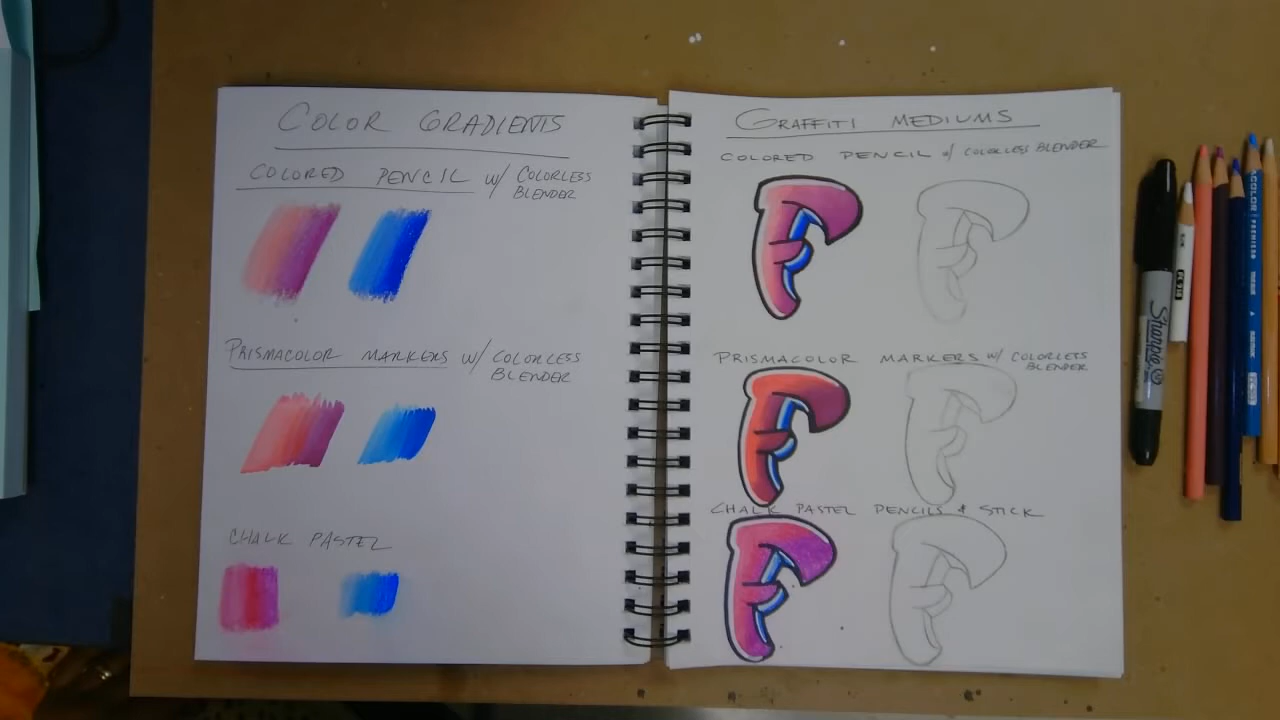 COLOR GRADIENTS
COLORED PENCIL w/ COLORLESS
BLENDER
PRISMACOLOR MARKERS w/ COLORLESS
BLENDER
CHALK PASTEL
GRAFFITI MEDIUMS
COLORED PENCIL w/ COLORLESS BLENDER
F
PRISMACOLOR MARKERS w/ COLORLESS
BLENDER
F
CHALK PASTEL PENCILS & STICK
F
Sharpie